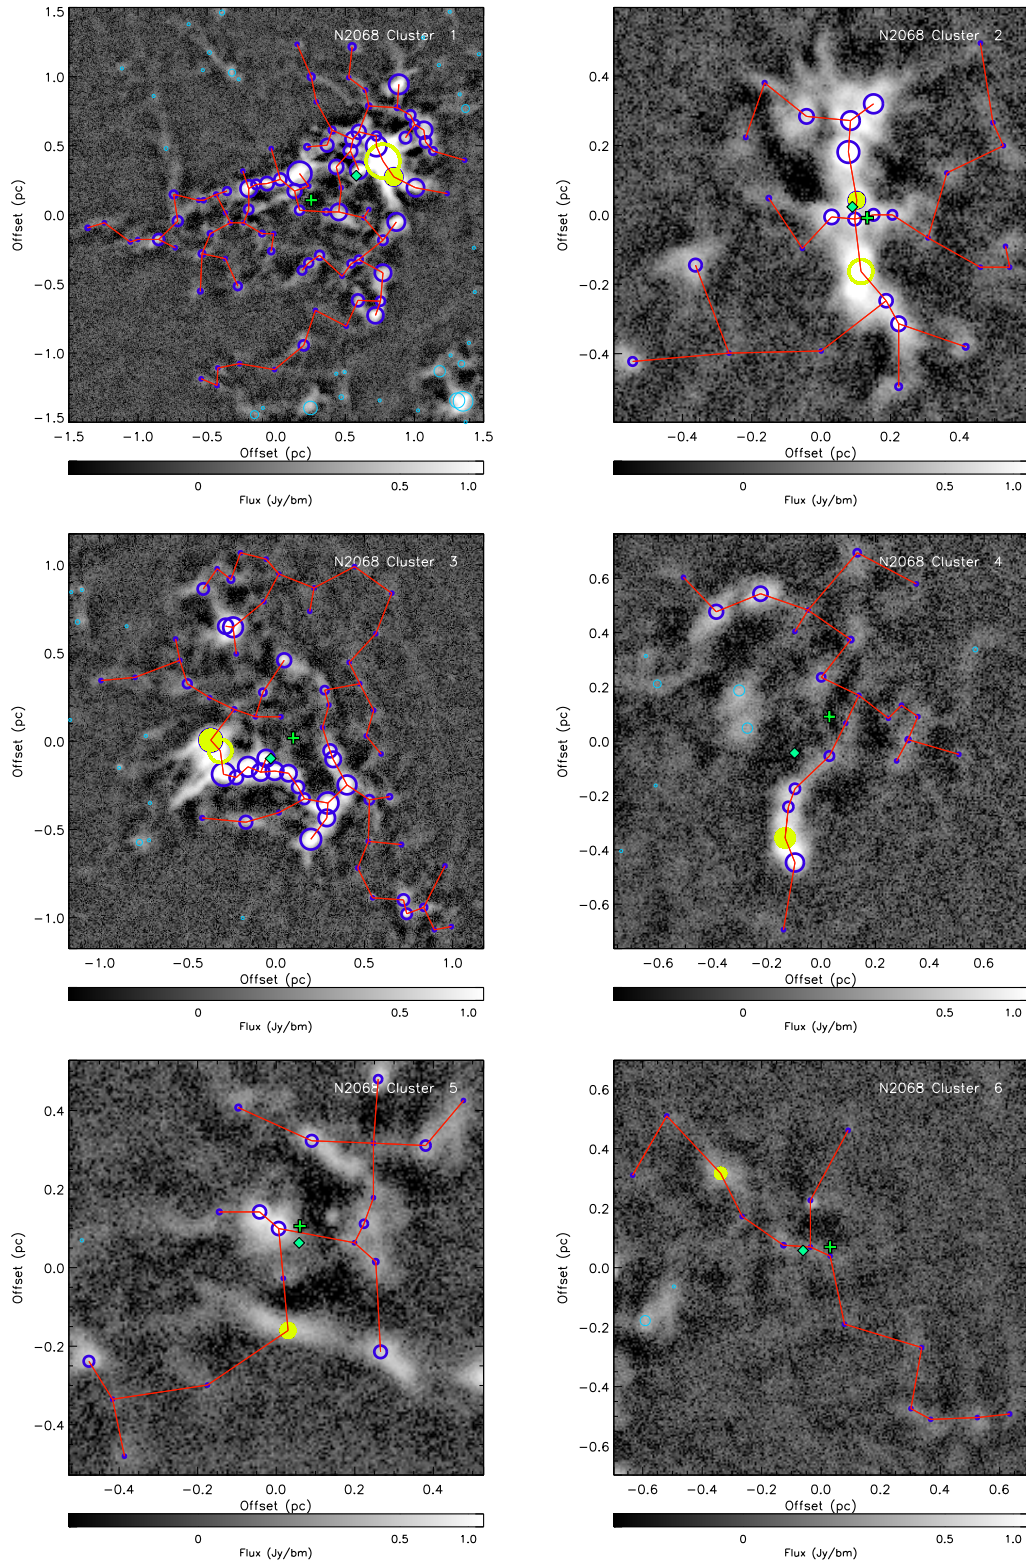 N2068 Cluster 1
1.5
1.0
0.5
0.0
−0.5
−1.0
−1.5
Offset (pc)
−1.5 −1.0 −0.5 0.0 0.5 1.0 1.5
Offset (pc)
0 0.5 1.0
Flux (Jy/bm)
N2068 Cluster 2
0.4
0.2
0.0
−0.2
−0.4
Offset (pc)
−0.4 −0.2 0.0 0.2 0.4
Offset (pc)
0 0.5 1.0
Flux (Jy/bm)
N2068 Cluster 3
1.0
0.5
0.0
−0.5
−1.0
Offset (pc)
−1.0 −0.5 0.0 0.5 1.0
Offset (pc)
0 0.5 1.0
Flux (Jy/bm)
N2068 Cluster 4
0.6
0.4
0.2
0.0
−0.2
−0.4
−0.6
Offset (pc)
−0.6 −0.4 −0.2 0.0 0.2 0.4 0.6
Offset (pc)
0 0.5 1.0
Flux (Jy/bm)
N2068 Cluster 5
0.4
0.2
0.0
−0.2
−0.4
Offset (pc)
−0.4 −0.2 0.0 0.2 0.4
Offset (pc)
0 0.5 1.0
Flux (Jy/bm)
N2068 Cluster 6
0.6
0.4
0.2
0.0
−0.2
−0.4
−0.6
Offset (pc)
−0.6 −0.4 −0.2 0.0 0.2 0.4 0.6
Offset (pc)
0 0.5 1.0
Flux (Jy/bm)